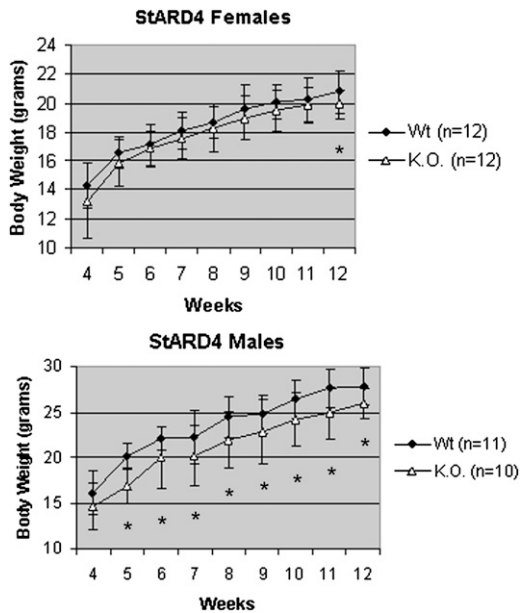 StARD4 Females
Body Weight (grams)
24
22
20
18
16
14
12
10
4 5 6 7 8 9 10 11 12
Weeks
*
Wt (n=12)
K.O. (n=12)
StARD4 Males
Body Weight (grams)
30
25
20
15
10
4 5 6 7 8 9 10 11 12
Weeks
* * * * * * * *
Wt (n=11)
K.O. (n=10)